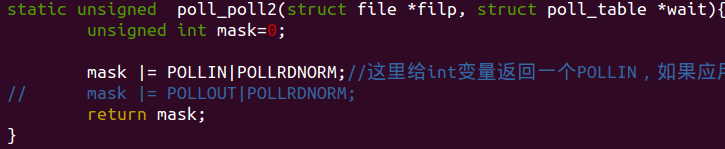 static unsigned  poll_poll2(struct file *filp, struct poll_table *wait){
        unsigned int mask=0;
        mask |= POLLIN|POLLRDNORM;//这里给int变量返回一个POLLIN，如果应
//      mask |= POLLOUT|POLLRDNORM;
        return mask;
}